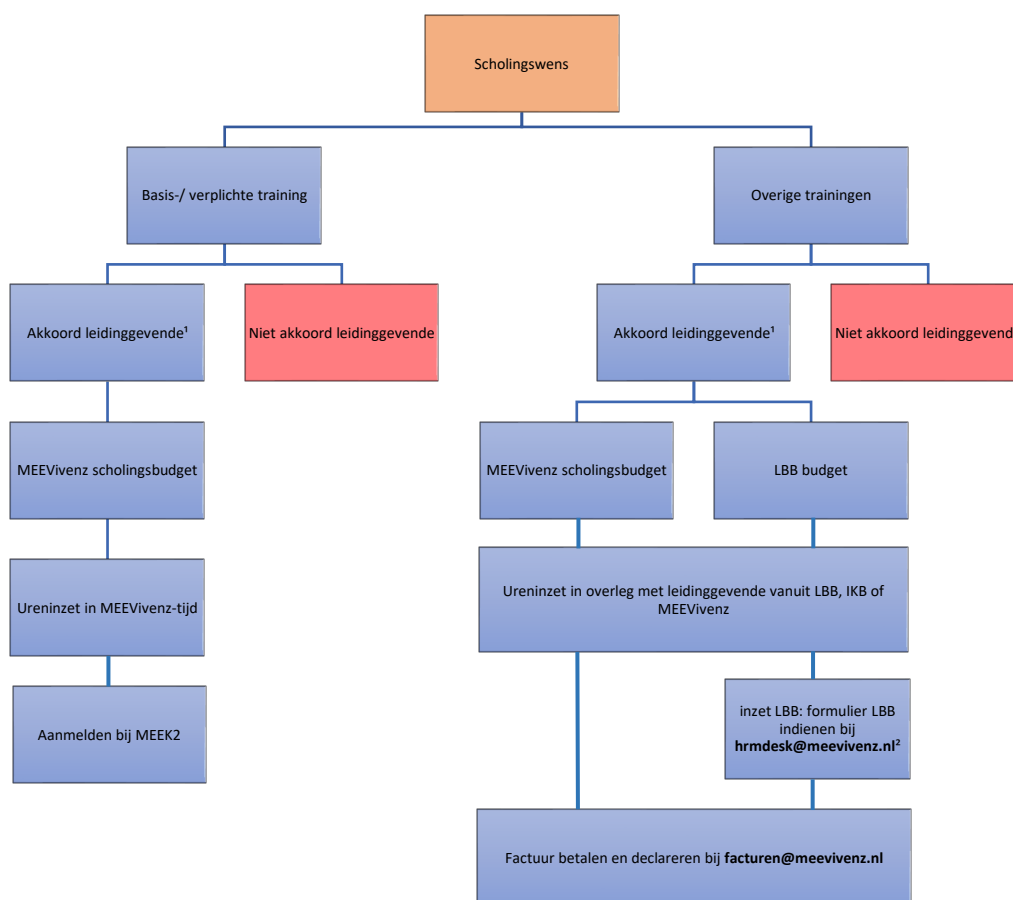 Scholingswens
Basis-/ verplichte training
Overige trainingen
Akkoord leidinggevende¹
Niet akkoord leidinggevende
Akkoord leidinggevende¹
Niet akkoord leidinggevend
MEEVivenz scholingsbudget
MEEVivenz scholingsbudget
LBB budget
Ureninzet in MEEVivenz-tijd
Ureninzet in overleg met leidinggevende vanuit LBB, IKB of
MEEVivenz
Aanmelden bij MEEK2
inzet LBB: formulier LBB
indienen bij
hrmdesk@meevivenz.nl²
Factuur betalen en declareren bij facturen@meevivenz.nl